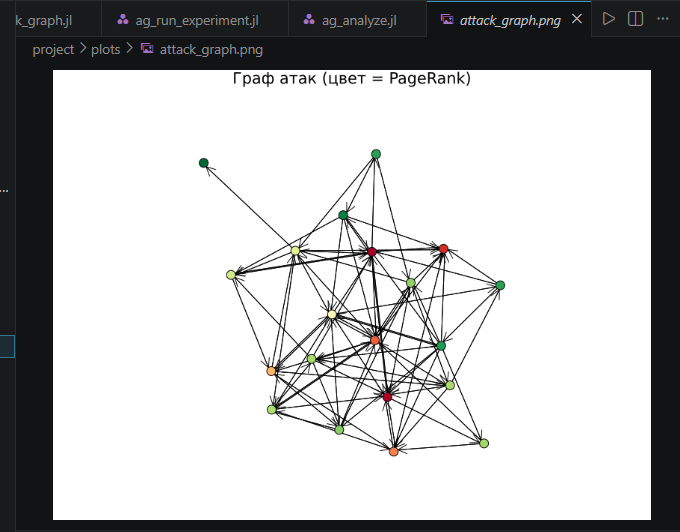 k_graph.jl ag_run_experiment.jl ag_analyze.jl attack_graph.png
project > plots > attack_graph.png
Граф атак (цвет = PageRank)